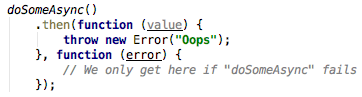 doSomeAsync()
    .then(function (value) {
        throw new Error("Oops");
    }, function (error) {
        // We only get here if "doSomeAsync" fails
    });